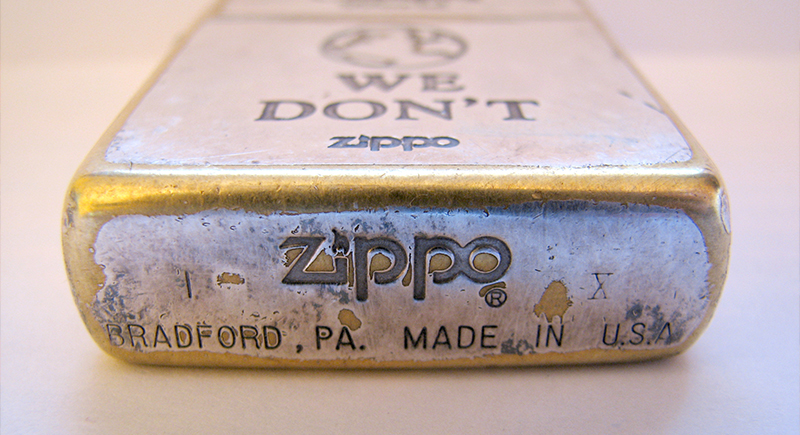 WE
DON'T
zippo
zippo
®
I X
BRADFORD, PA. MADE IN U.S.A